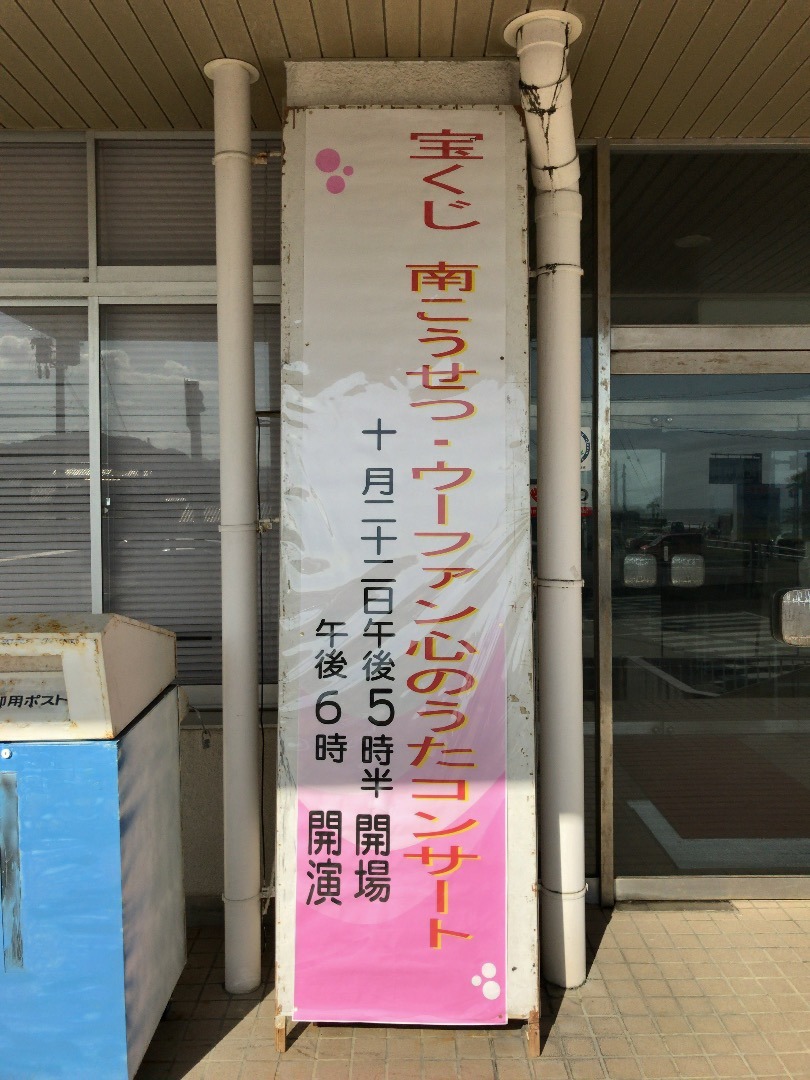 宝くじ 南こうせつ・ウーファン心のうたコンサート
十月二十二日午後5時半 開場
午後6時 開演
御用ポスト